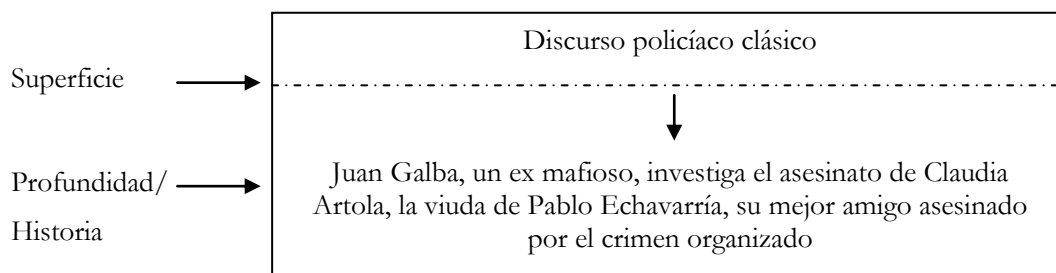 Discurso policíaco clásico
Superficie
Profundidad/
Historia
Juan Galba, un ex mafioso, investiga el asesinato de Claudia
Artola, la viuda de Pablo Echavarría, su mejor amigo asesinado
por el crimen organizado